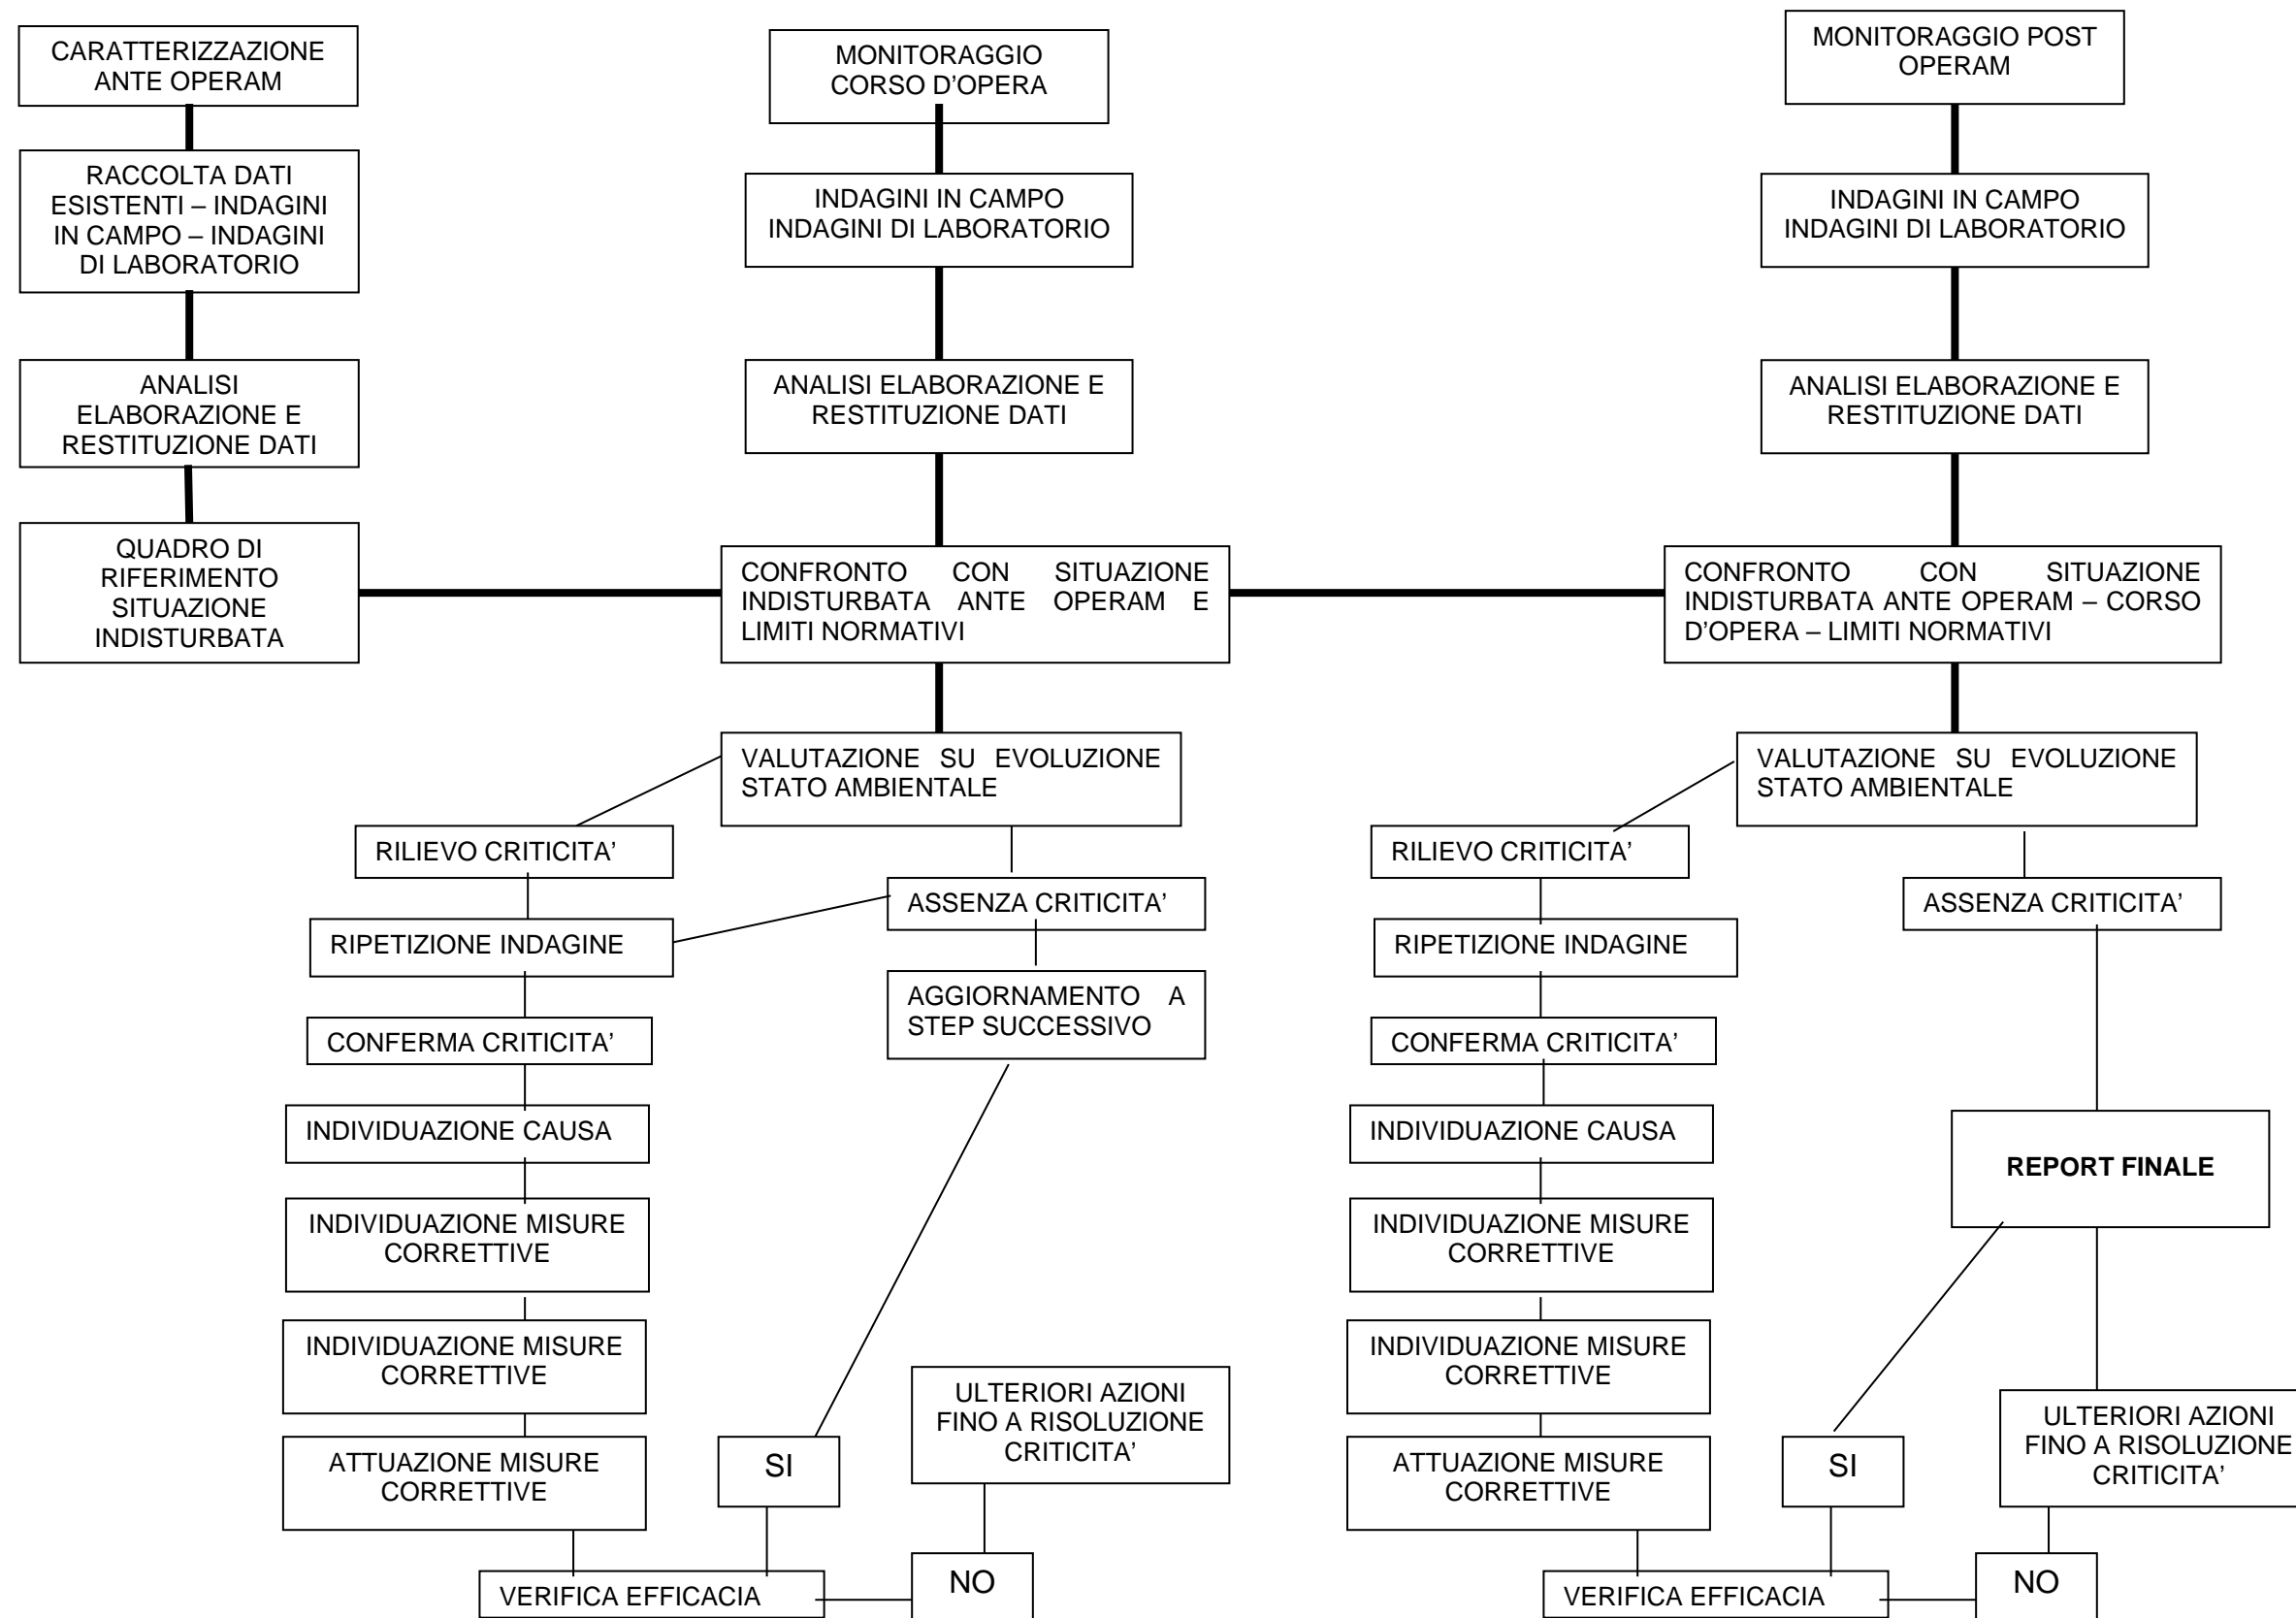 CARATTERIZZAZIONE
ANTE OPERAM
RACCOLTA DATI
ESISTENTI – INDAGINI
IN CAMPO – INDAGINI
DI LABORATORIO
ANALISI
ELABORAZIONE E
RESTITUZIONE DATI
QUADRO DI
RIFERIMENTO
SITUAZIONE
INDISTURBATA
MONITORAGGIO
CORSO D’OPERA
INDAGINI IN CAMPO
INDAGINI DI LABORATORIO
ANALISI ELABORAZIONE E
RESTITUZIONE DATI
CONFRONTO CON SITUAZIONE
INDISTURBATA ANTE OPERAM E
LIMITI NORMATIVI
VALUTAZIONE SU EVOLUZIONE
STATO AMBIENTALE
RILIEVO CRITICITA’
RIPETIZIONE INDAGINE
CONFERMA CRITICITA’
INDIVIDUAZIONE CAUSA
INDIVIDUAZIONE MISURE
CORRETTIVE
INDIVIDUAZIONE MISURE
CORRETTIVE
ATTUAZIONE MISURE
CORRETTIVE
VERIFICA EFFICACIA
ASSENZA CRITICITA’
AGGIORNAMENTO A
STEP SUCCESSIVO
SI
ULTERIORI AZIONI
FINO A RISOLUZIONE
CRITICITA’
NO
MONITORAGGIO POST
OPERAM
INDAGINI IN CAMPO
INDAGINI DI LABORATORIO
ANALISI ELABORAZIONE E
RESTITUZIONE DATI
CONFRONTO CON SITUAZIONE
INDISTURBATA ANTE OPERAM – CORSO
D’OPERA – LIMITI NORMATIVI
VALUTAZIONE SU EVOLUZIONE
STATO AMBIENTALE
RILIEVO CRITICITA’
RIPETIZIONE INDAGINE
CONFERMA CRITICITA’
INDIVIDUAZIONE CAUSA
INDIVIDUAZIONE MISURE
CORRETTIVE
INDIVIDUAZIONE MISURE
CORRETTIVE
ATTUAZIONE MISURE
CORRETTIVE
VERIFICA EFFICACIA
ASSENZA CRITICITA’
REPORT FINALE
SI
ULTERIORI AZIONI
FINO A RISOLUZIONE
CRITICITA’
NO